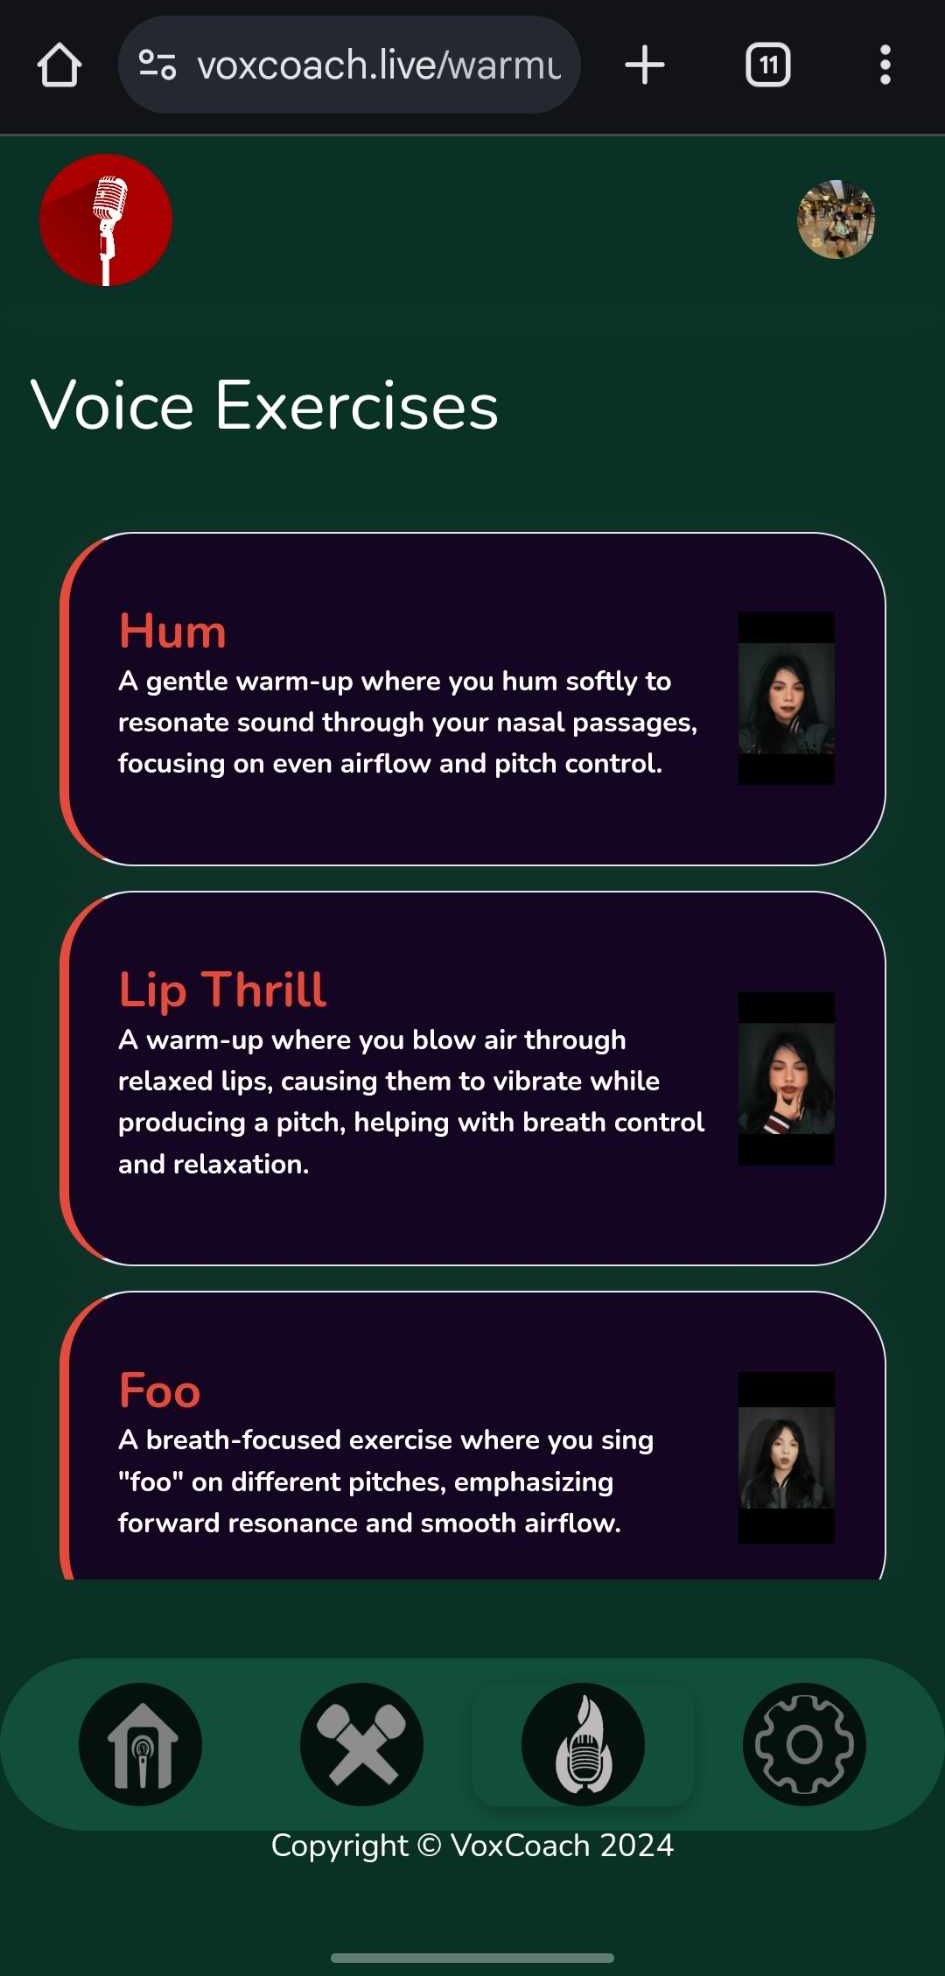 voxcoach.live/warmu
11
Voice Exercises
Hum
A gentle warm-up where you hum softly to
resonate sound through your nasal passages,
focusing on even airflow and pitch control.
Lip Thrill
A warm-up where you blow air through
relaxed lips, causing them to vibrate while
producing a pitch, helping with breath control
and relaxation.
Foo
A breath-focused exercise where you sing
"foo" on different pitches, emphasizing
forward resonance and smooth airflow.
Copyright © VoxCoach 2024